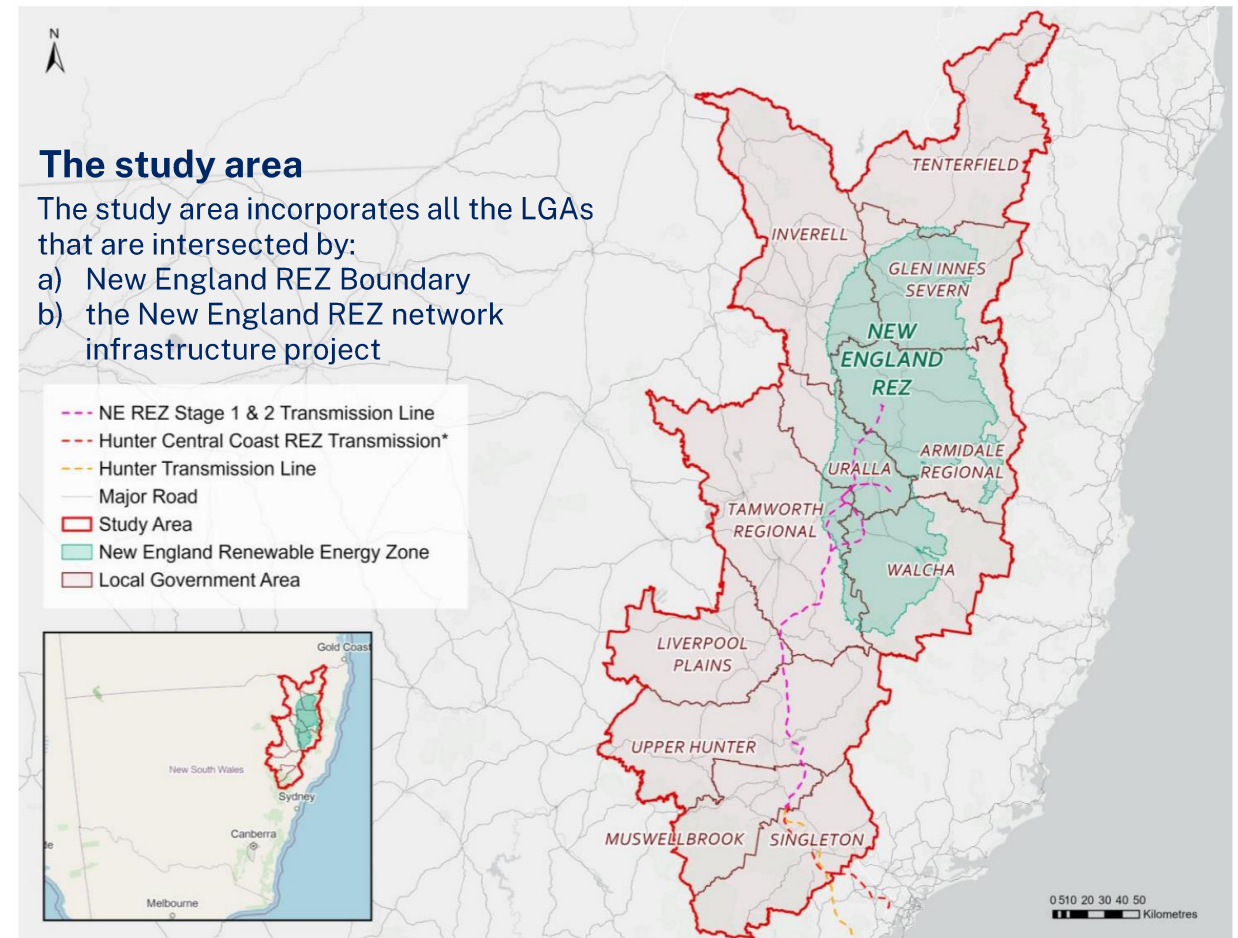 N
The study area
The study area incorporates all the LGAs
that are intersected by:
a) New England REZ Boundary
b) the New England REZ network
infrastructure project
NE REZ Stage 1 & 2 Transmission Line
Hunter Central Coast REZ Transmission*
Hunter Transmission Line
Major Road
Study Area
New England Renewable Energy Zone
Local Government Area
TENTERFIELD
INVERELL
GLEN INNES
SEVERN
NEW
ENGLAND
REZ
ARMIDALE
REGIONAL
URALLA
TAMWORTH
REGIONAL
WALCHA
LIVERPOOL
PLAINS
UPPER HUNTER
MUSWELLBROOK
SINGLETON
Gold Coast
New South Wales
Sydney
Canberra
Melbourne
0 5 10 20 30 40 50
Kilometres